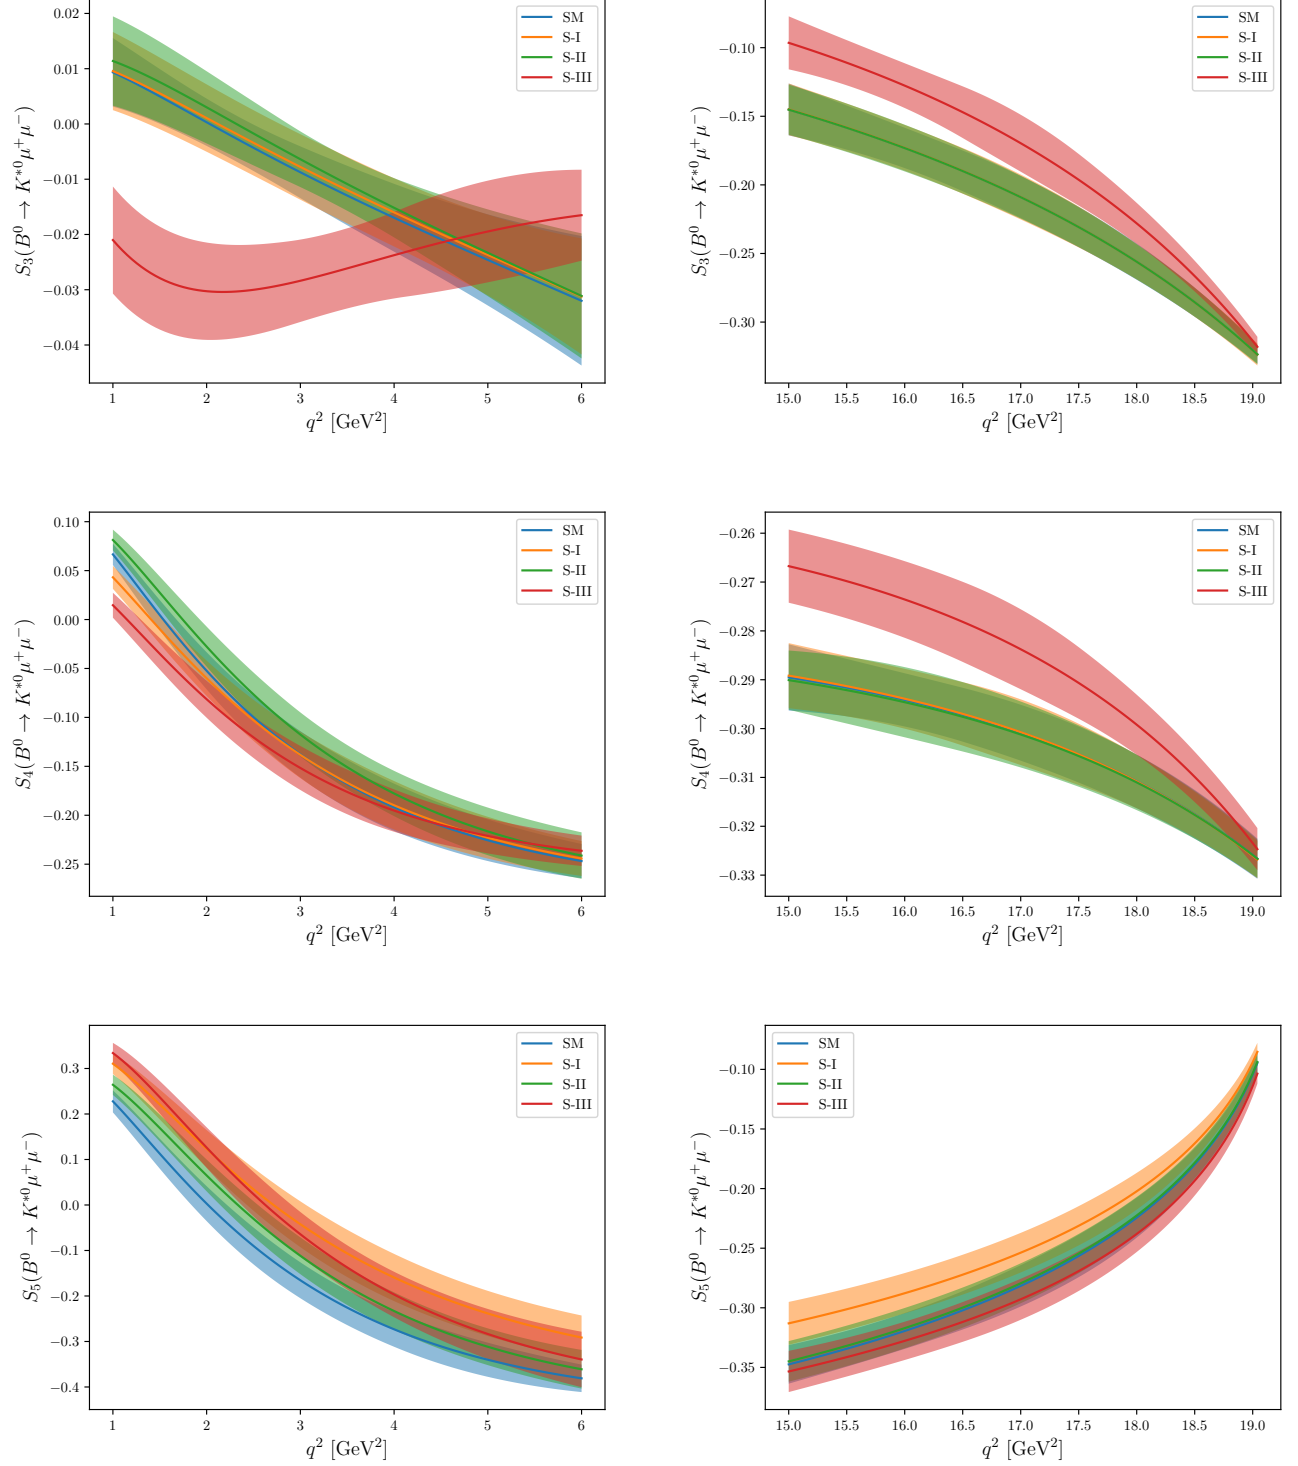 0.02
0.01
0.00
−0.01
−0.02
−0.03
−0.04
S₃(B⁰ → K*⁰μ⁺μ⁻)
SM
S-I
S-II
S-III
1 2 3 4 5 6
q² [GeV²]
−0.10
−0.15
−0.20
−0.25
−0.30
S₃(B⁰ → K*⁰μ⁺μ⁻)
SM
S-I
S-II
S-III
15.0 15.5 16.0 16.5 17.0 17.5 18.0 18.5 19.0
q² [GeV²]
0.10
0.05
0.00
−0.05
−0.10
−0.15
−0.20
−0.25
S₄(B⁰ → K*⁰μ⁺μ⁻)
SM
S-I
S-II
S-III
1 2 3 4 5 6
q² [GeV²]
−0.26
−0.27
−0.28
−0.29
−0.30
−0.31
−0.32
−0.33
S₄(B⁰ → K*⁰μ⁺μ⁻)
SM
S-I
S-II
S-III
15.0 15.5 16.0 16.5 17.0 17.5 18.0 18.5 19.0
q² [GeV²]
0.3
0.2
0.1
0.0
−0.1
−0.2
−0.3
−0.4
S₅(B⁰ → K*⁰μ⁺μ⁻)
SM
S-I
S-II
S-III
1 2 3 4 5 6
q² [GeV²]
−0.10
−0.15
−0.20
−0.25
−0.30
−0.35
S₅(B⁰ → K*⁰μ⁺μ⁻)
SM
S-I
S-II
S-III
15.0 15.5 16.0 16.5 17.0 17.5 18.0 18.5 19.0
q² [GeV²]